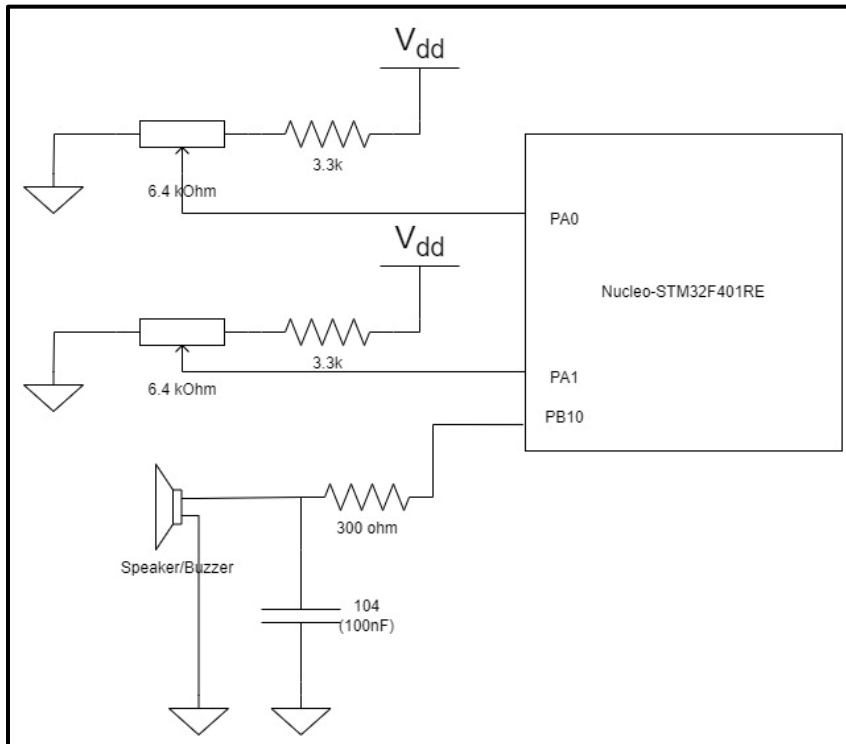 Vdd
3.3k
6.4 kOhm
PA0
Vdd
Nucleo-STM32F401RE
3.3k
6.4 kOhm
PA1
PB10
300 ohm
Speaker/Buzzer
104
(100nF)